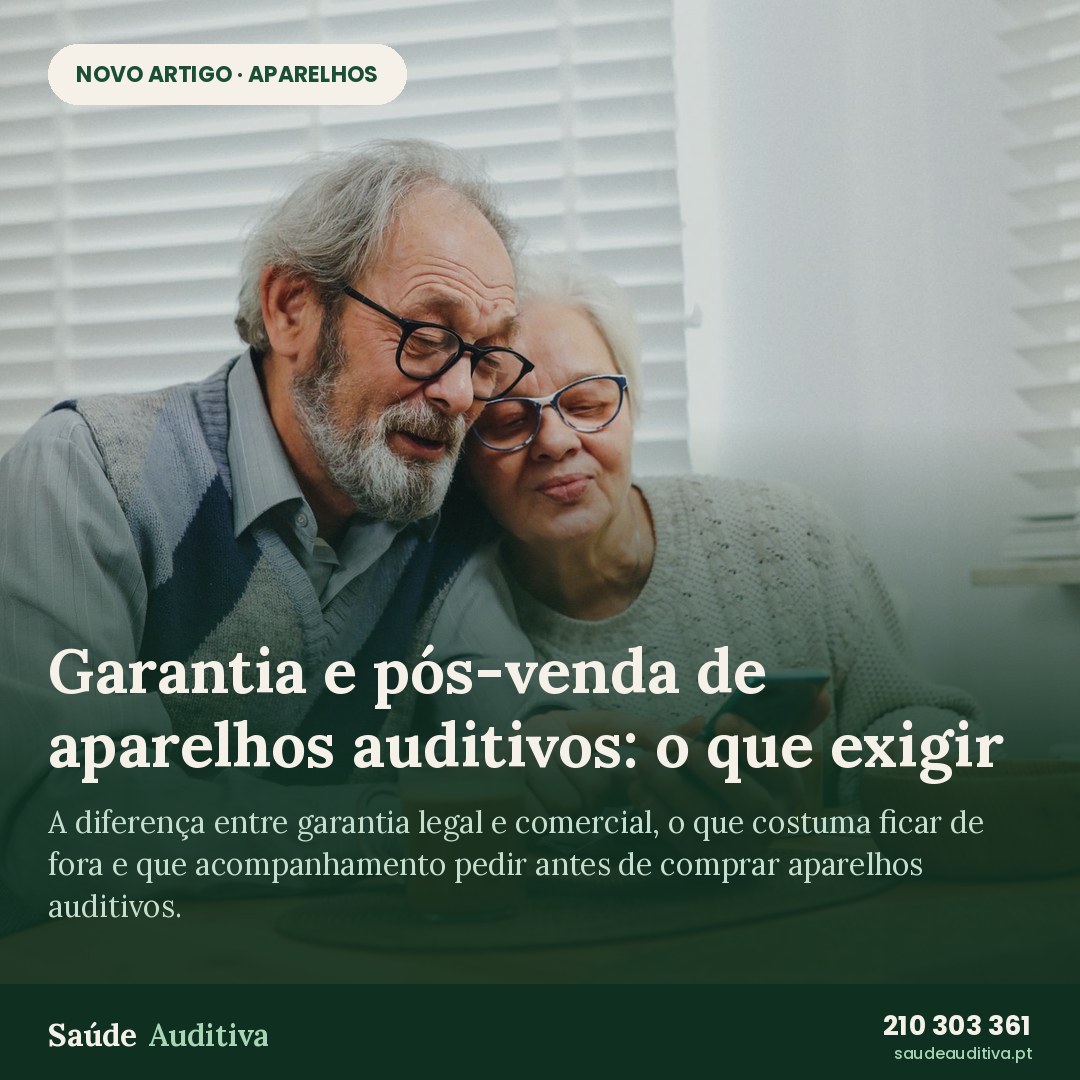 NOVO ARTIGO · APARELHOS
Garantia e pós-venda de
aparelhos auditivos: o que exigir
A diferença entre garantia legal e comercial, o que costuma ficar de
fora e que acompanhamento pedir antes de comprar aparelhos
auditivos.
Saúde Auditiva
210 303 361
saudeauditiva.pt